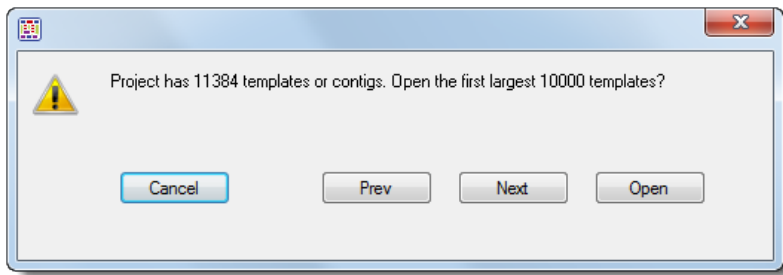 Project has 11384 templates or contigs. Open the first largest 10000 templates?
Cancel Prev Next Open